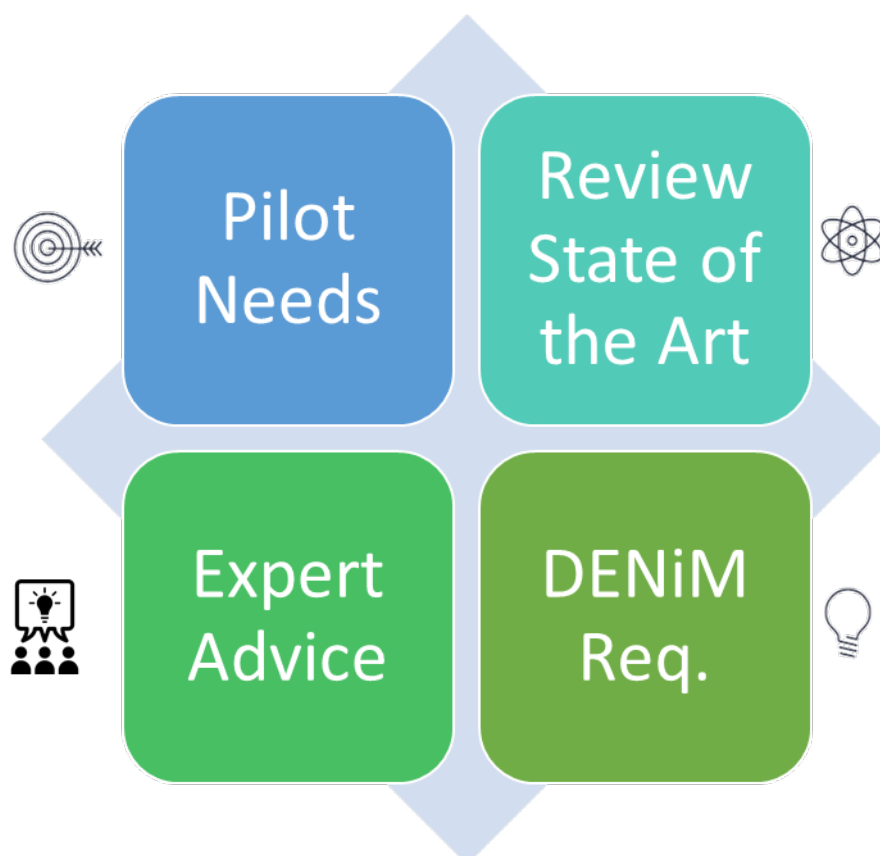 Pilot
Needs
Review
State of
the Art
Expert
Advice
DENiM
Req.